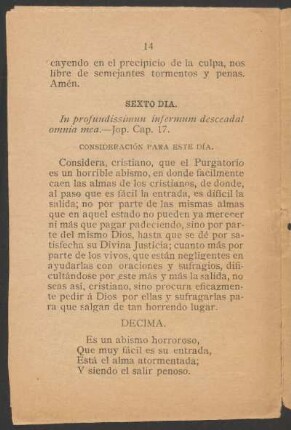 14
cayendo en el precipicio de la culpa, nos
libre de semejantes tormentos y penas.
Amén.
SEXTO DIA.
In profundissimun infernum desceadal
omnia mea.—Jop. Cap. 17.
CONSIDERACIÓN PARA ESTE DÍA.
Considera, cristiano, que el Purgatorio
es un horrible abismo, en donde facilmente
caen las almas de los cristianos, de donde,
al paso que es fácil la entrada, es difícil la
salida; no por parte de las mismas almas
que en aquel estado no pueden ya merecer
ni más que pagar padeciendo, sino por par-
te del mismo Dios, hasta que se dé por sa-
tisfecha su Divina Justicia; cuanto más por
parte de los vivos, que están negligentes en
ayudarlas con oraciones y sufragios, difi-
cultándose por este más y más la salida, no
seas así, cristiano, sino procura eficazmen-
te pedir á Dios por ellas y sufragarlas pa-
ra que salgan de tan horrendo lugar.
DECIMA.
Es un abismo horroroso,
Que muy fácil es su entrada,
Está el alma atormentada;
Y siendo el salir penoso.